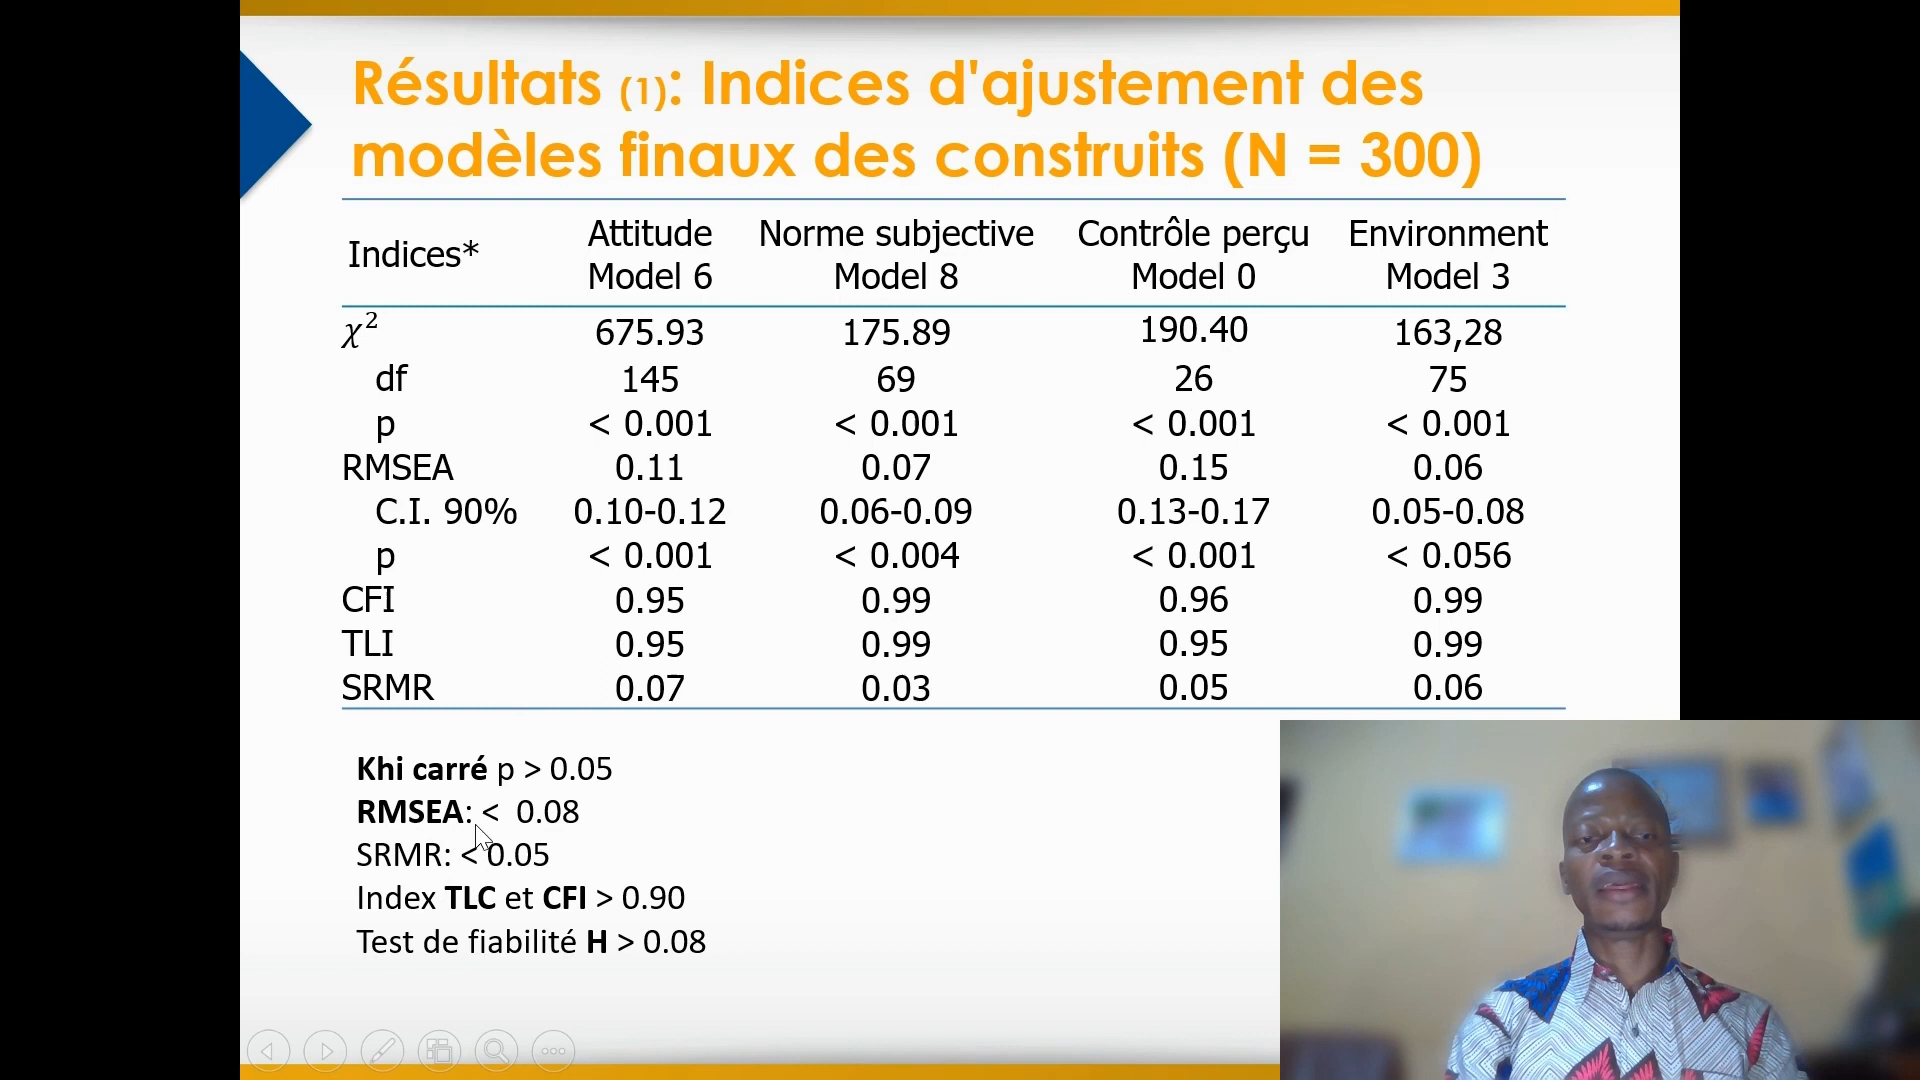 Résultats (1): Indices d'ajustement des
modèles finaux des construits (N = 300)
Indices* Attitude Model 6 Norme subjective Model 8 Contrôle perçu Model 0 Environment Model 3
χ² 675.93 175.89 190.40 163,28
df 145 69 26 75
p < 0.001 < 0.001 < 0.001 < 0.001
RMSEA 0.11 0.07 0.15 0.06
C.I. 90% 0.10-0.12 0.06-0.09 0.13-0.17 0.05-0.08
p < 0.001 < 0.004 < 0.001 < 0.056
CFI 0.95 0.99 0.96 0.99
TLI 0.95 0.99 0.95 0.99
SRMR 0.07 0.03 0.05 0.06
Khi carré p > 0.05
RMSEA: < 0.08
SRMR: < 0.05
Index TLC et CFI > 0.90
Test de fiabilité H > 0.08